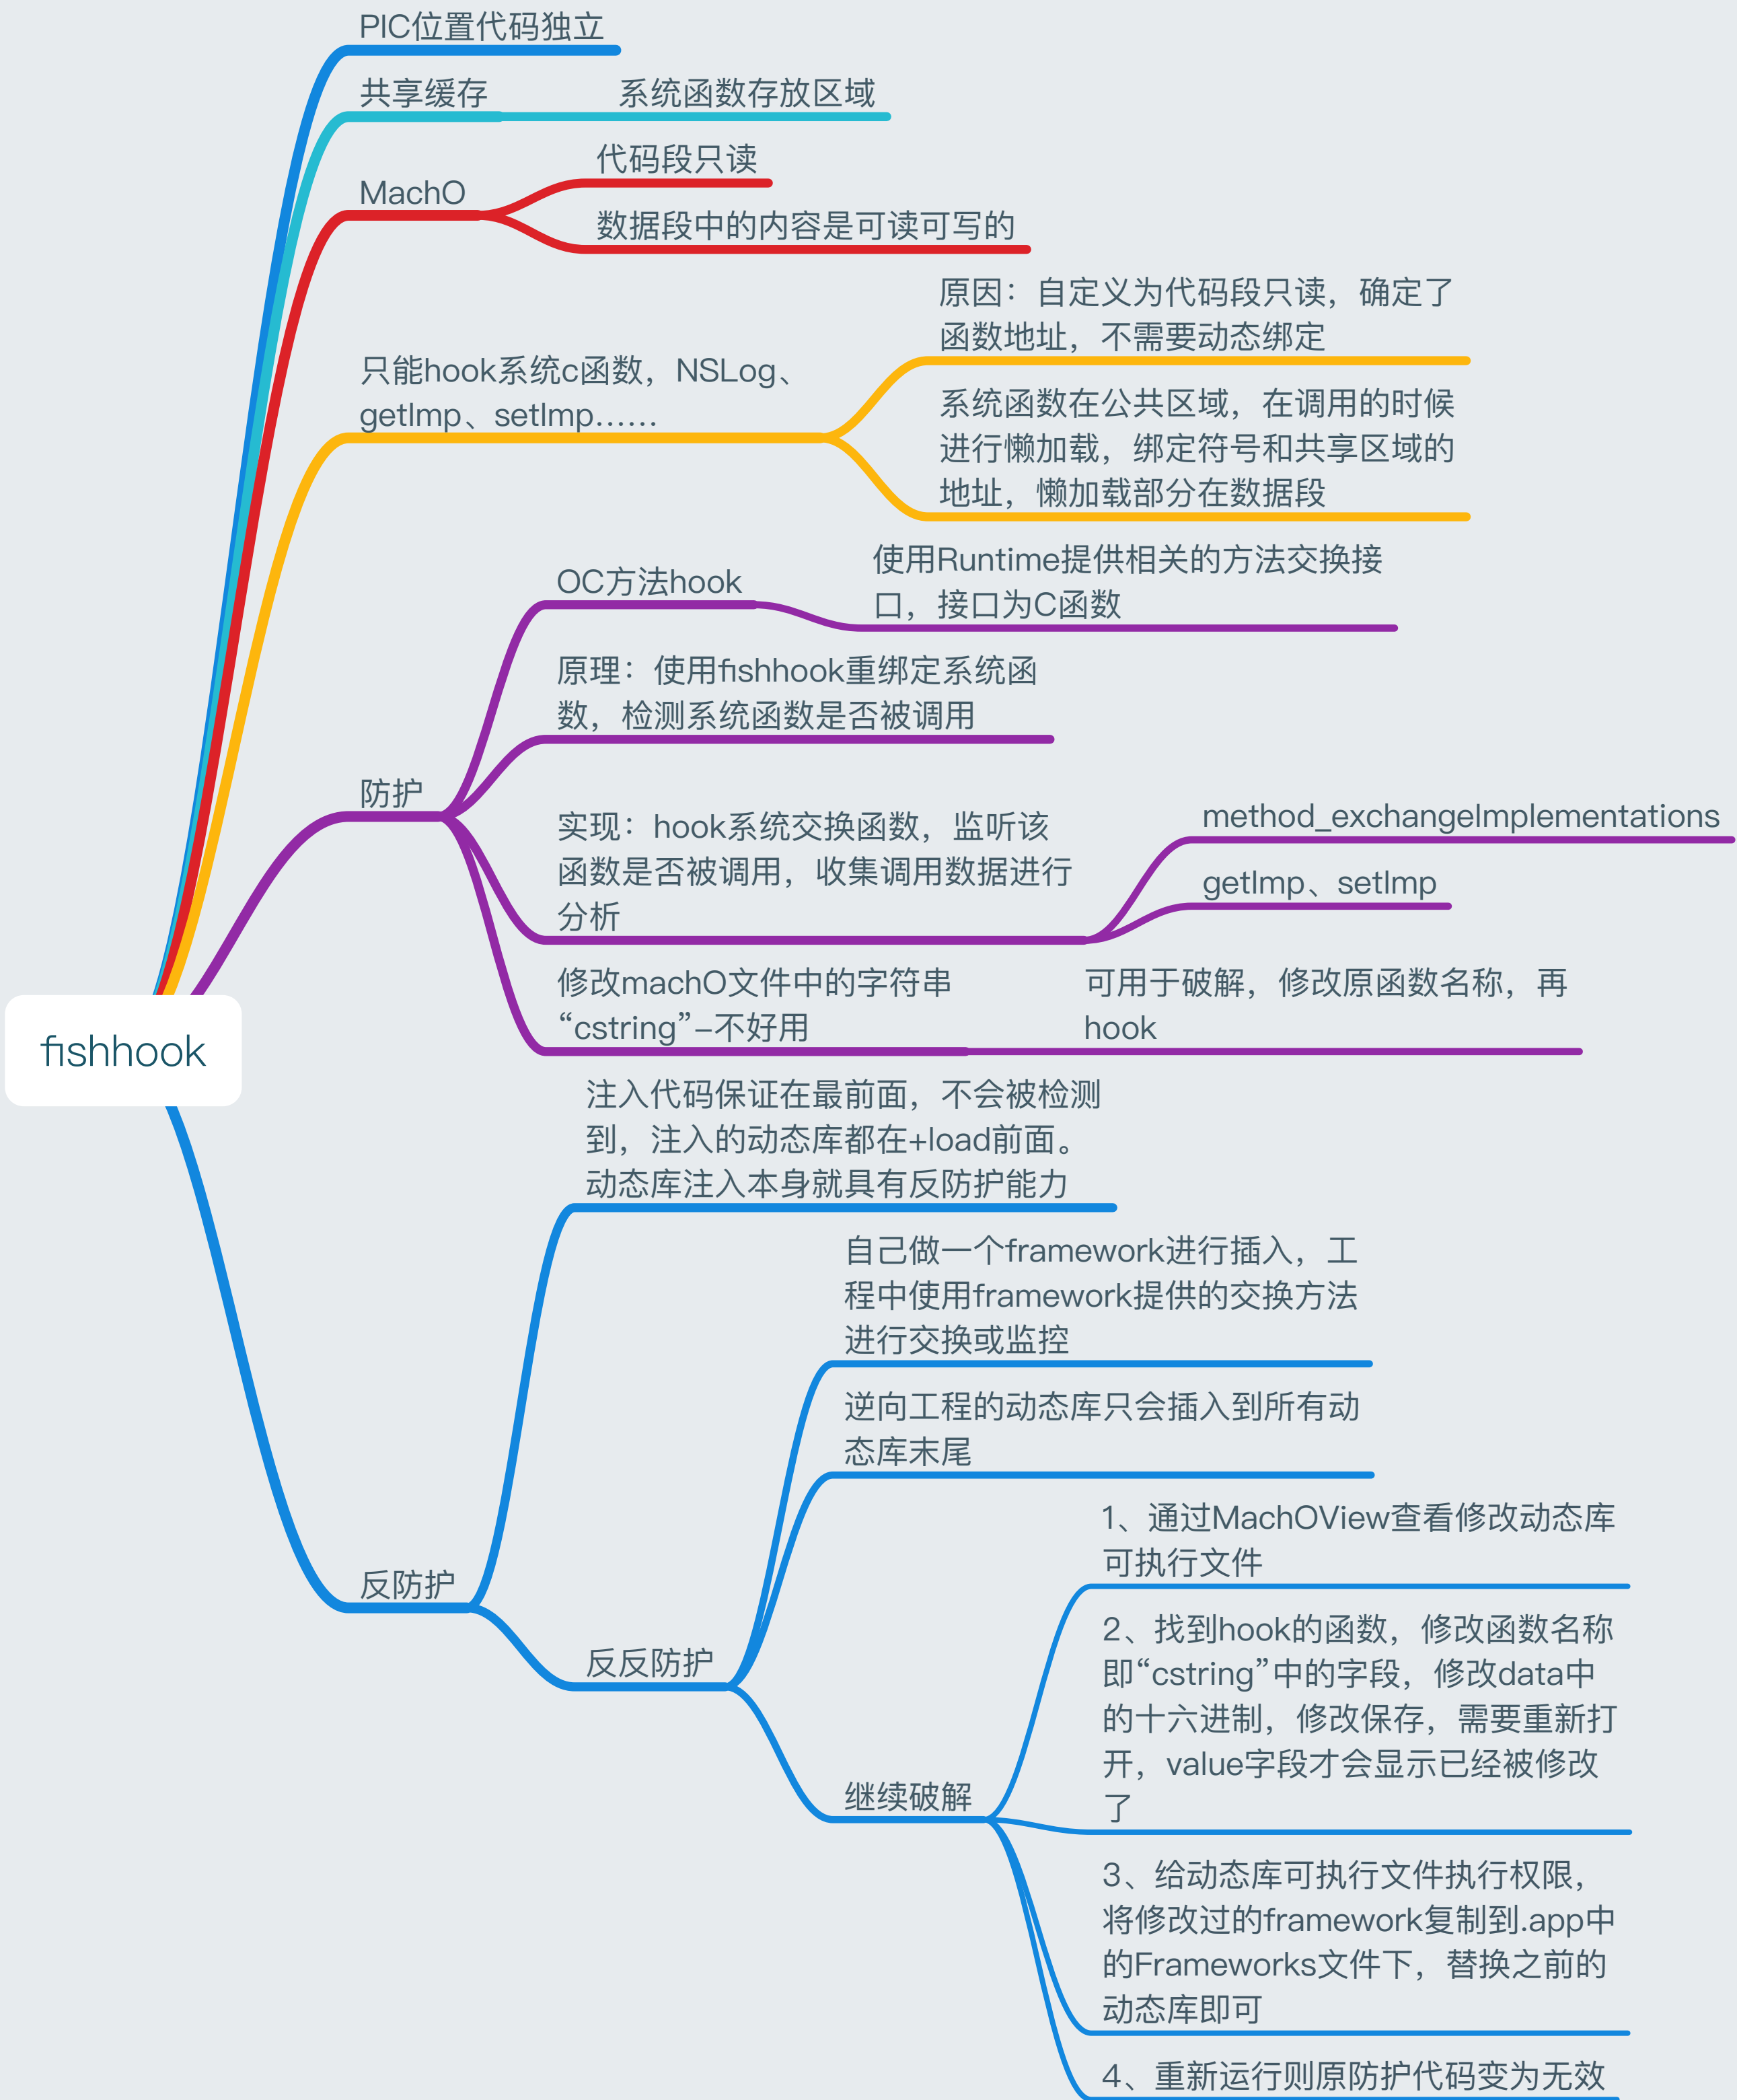 PIC位置代码独立
共享缓存
系统函数存放区域
MachO
代码段只读
数据段中的内容是可读可写的
只能hook系统c函数，NSLog、
getImp、setImp……
原因：自定义为代码段只读，确定了
函数地址，不需要动态绑定
系统函数在公共区域，在调用的时候
进行懒加载，绑定符号和共享区域的
地址，懒加载部分在数据段
防护
OC方法hook
使用Runtime提供相关的方法交换接
口，接口为C函数
原理：使用fishhook重绑定系统函
数，检测系统函数是否被调用
实现：hook系统交换函数，监听该
函数是否被调用，收集调用数据进行
分析
method_exchangeImplementations
getImp、setImp
修改machO文件中的字符串
“cstring”-不好用
可用于破解，修改原函数名称，再
hook
fishhook
反防护
注入代码保证在最前面，不会被检测
到，注入的动态库都在+load前面。
动态库注入本身就具有反防护能力
反反防护
自己做一个framework进行插入，工
程中使用framework提供的交换方法
进行交换或监控
逆向工程的动态库只会插入到所有动
态库末尾
继续破解
1、通过MachOView查看修改动态库
可执行文件
2、找到hook的函数，修改函数名称
即“cstring”中的字段，修改data中
的十六进制，修改保存，需要重新打
开，value字段才会显示已经被修改
了
3、给动态库可执行文件执行权限，
将修改过的framework复制到.app中
的Frameworks文件下，替换之前的
动态库即可
4、重新运行则原防护代码变为无效